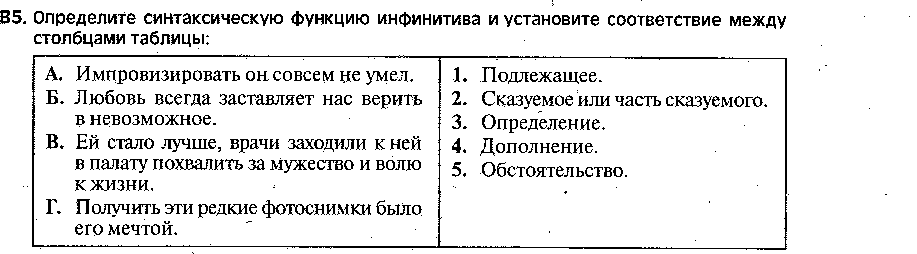 В5. Определите синтаксическую функцию инфинитива и установите соответствие между
столбцами таблицы:
А. Импровизировать он совсем не умел.
Б. Любовь всегда заставляет нас верить
в невозможное.
В. Ей стало лучше, врачи заходили к ней
в палату похвалить за мужество и волю
к жизни.
Г. Получить эти редкие фотоснимки было
его мечтой.
1. Подлежащее.
2. Сказуемое или часть сказуемого.
3. Определение.
4. Дополнение.
5. Обстоятельство.